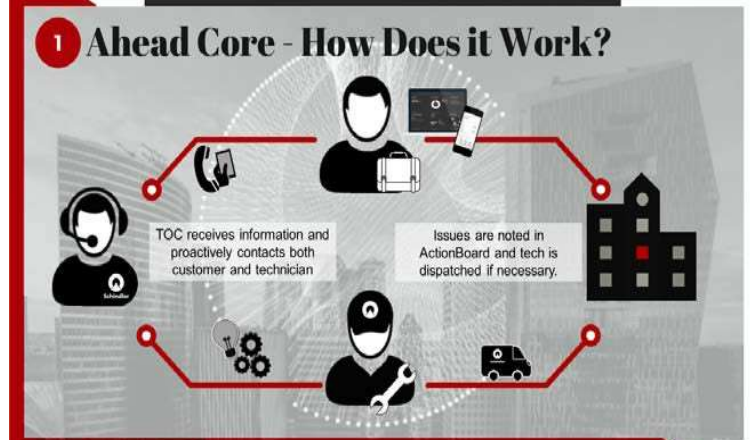 1
Ahead Core - How Does it Work?
TOC receives information and
proactively contacts both
customer and technician
Issues are noted in
ActionBoard and tech is
dispatched if necessary.
Schindler